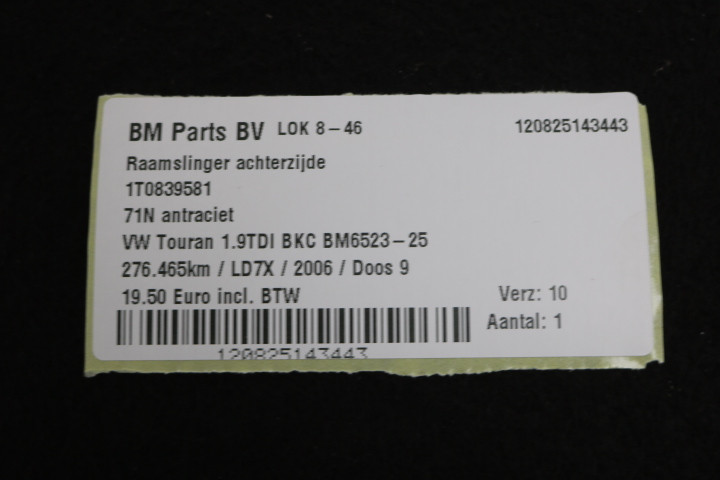 BM Parts BV LOK 8-46 120825143443
Raamslinger achterzijde
1T0839581
71N antraciet
VW Touran 1.9TDI BKC BM6523-25
276.465km / LD7X / 2006 / Doos 9
19.50 Euro incl. BTW Verz: 10
Aantal: 1
120825143443